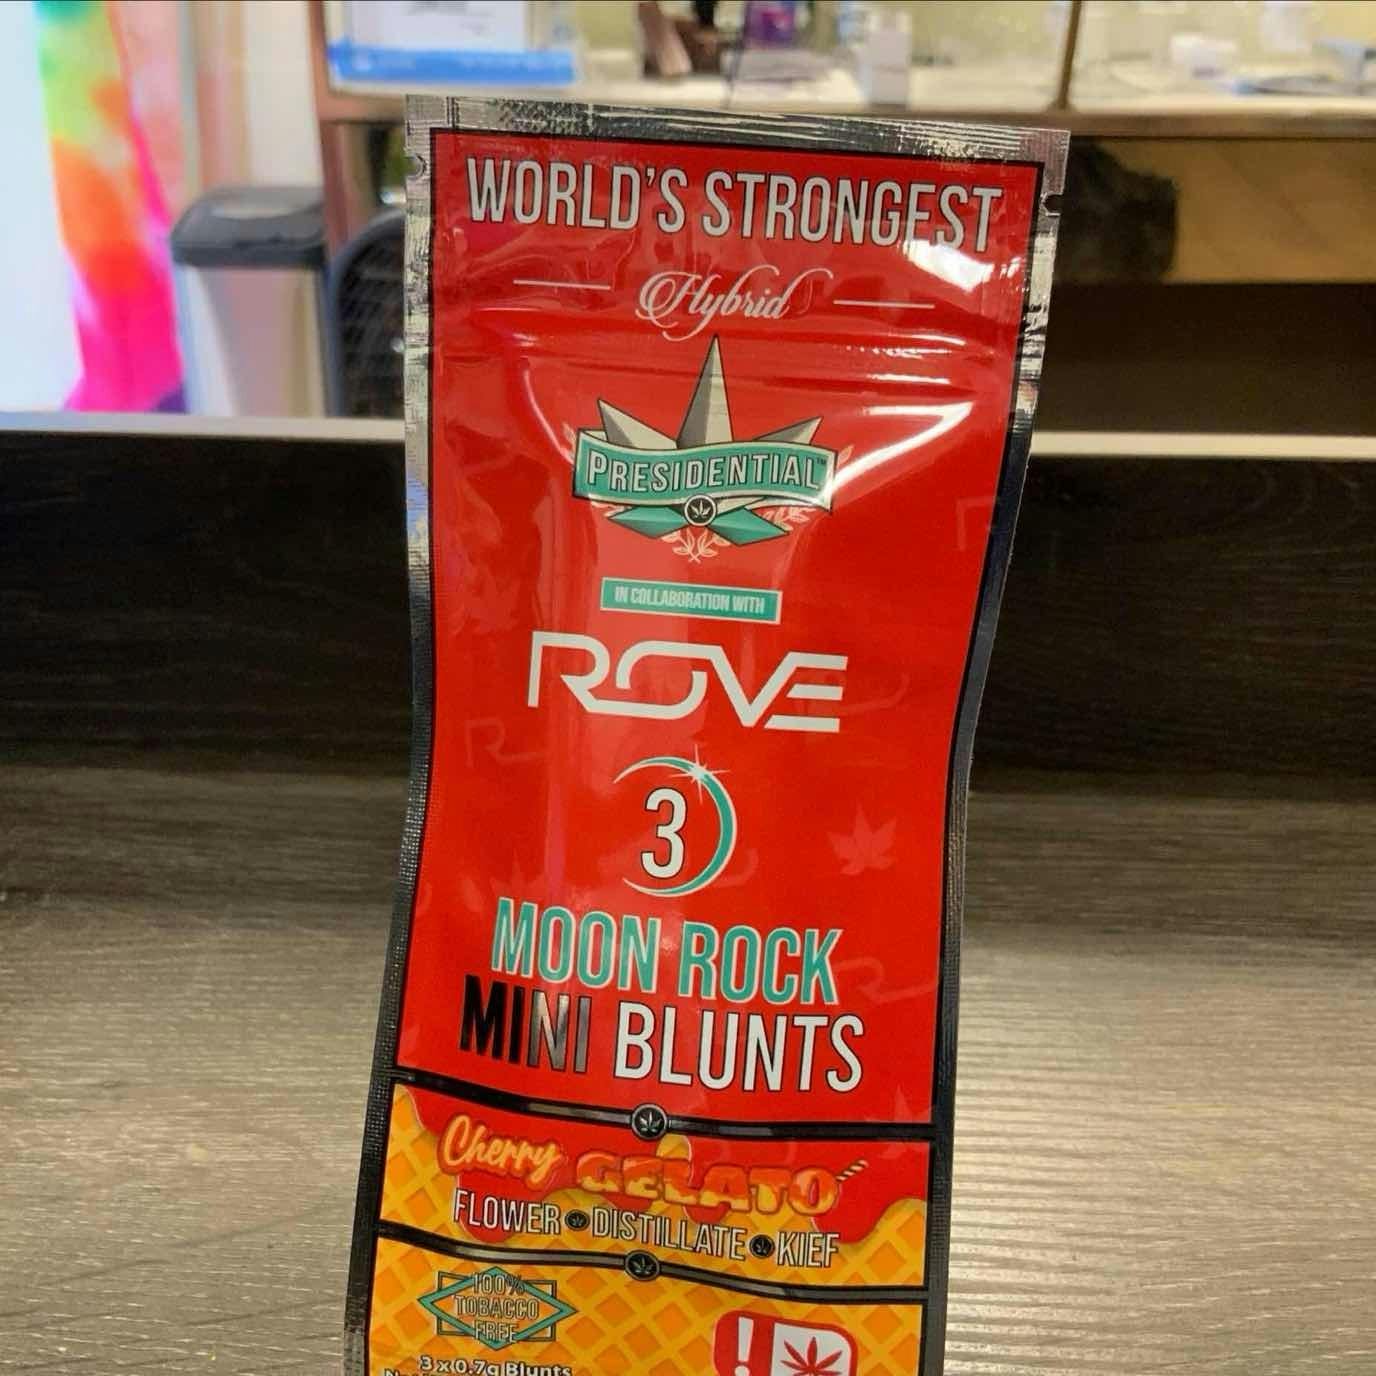 WORLD'S STRONGEST
Hybrid
PRESIDENTIAL™
IN COLLABORATION WITH
ROVE
3
MOON ROCK
MINI BLUNTS
Cherry GELATO
FLOWER • DISTILLATE • KIEF
100%
TOBACCO
FREE
!
3 x 0.7g Blunts